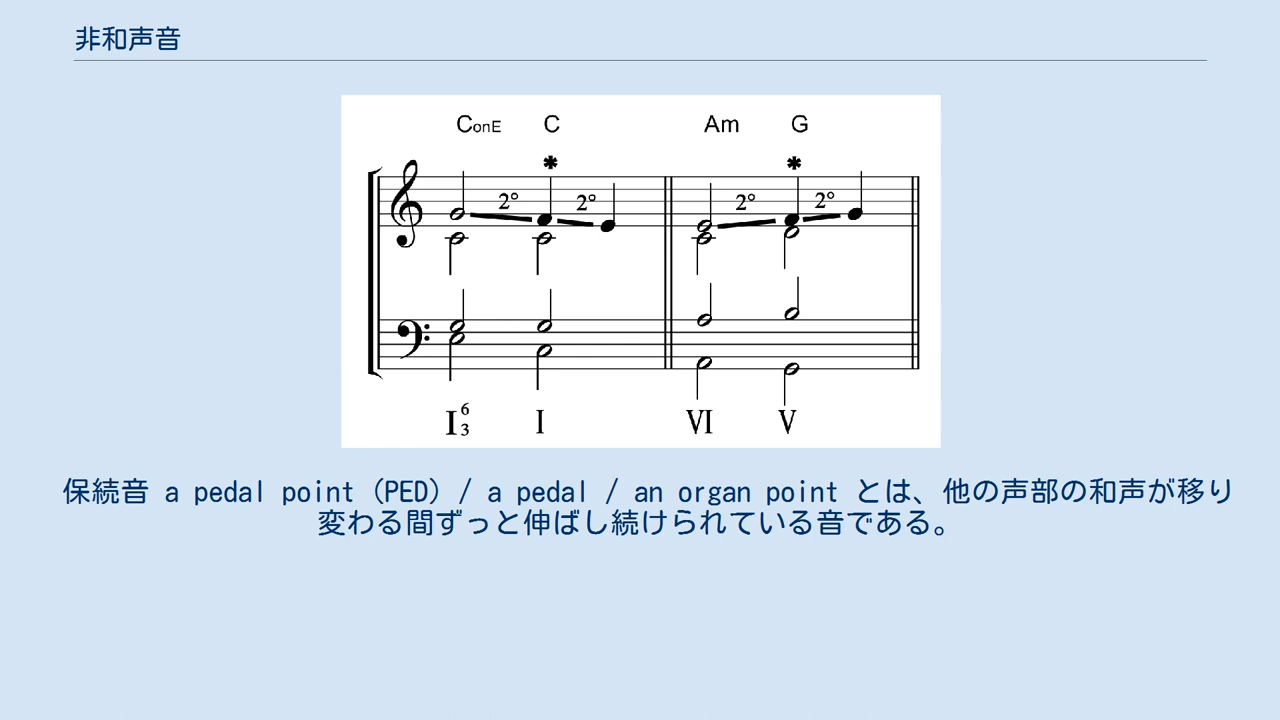 非和声音
ConE C Am G
* *
2° 2° 2° 2°
I 6 3 I VI V
保続音 a pedal point (PED) / a pedal / an organ point とは、他の声部の和声が移り
変わる間ずっと伸ばし続けられている音である。